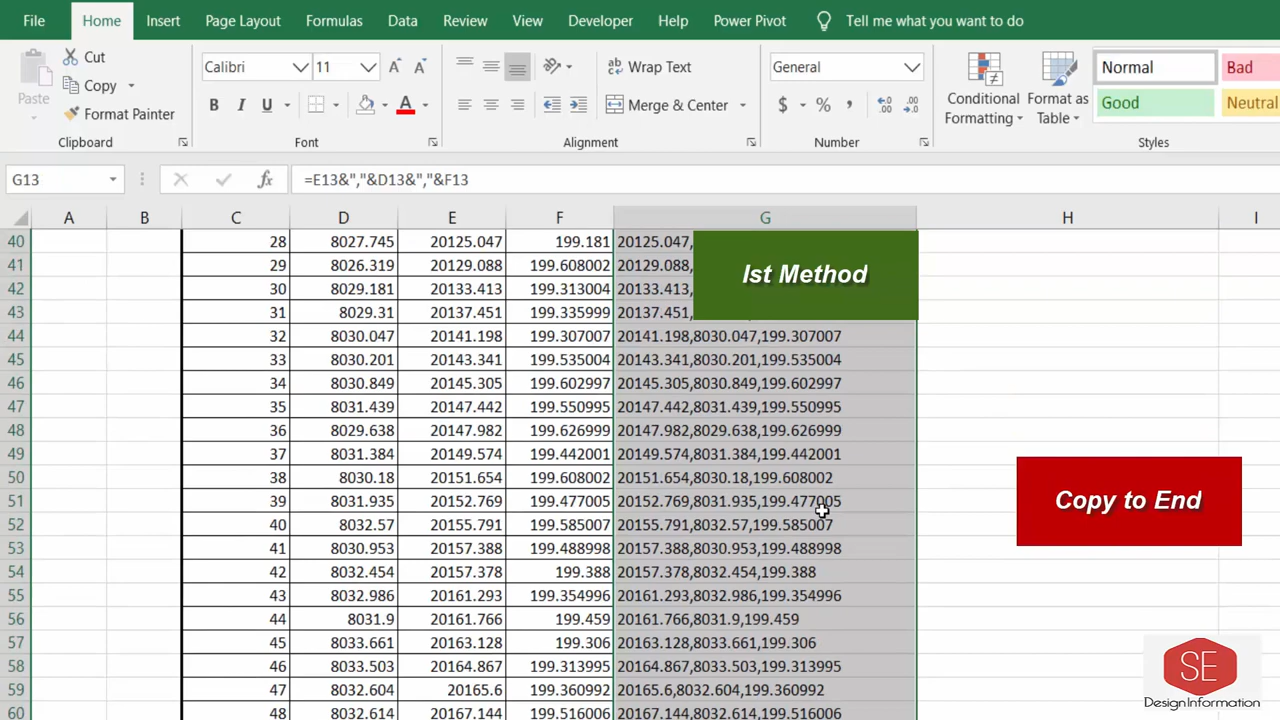 File Home Insert Page Layout Formulas Data Review View Developer Help Power Pivot Tell me what you want to do
Paste
Cut
Copy
Format Painter
Clipboard
Calibri 11 A A
B I U A
Font
ab Wrap Text
Merge & Center
Alignment
General
$ % , .00 .0
Number
Conditional
Formatting
Format as
Table
Normal Bad
Good Neutral
Styles
G13 fx =E13&","&D13&","&F13
A B C D E F G H I
40 28 8027.745 20125.047 199.181 20125.047,
41 29 8026.319 20129.088 199.608002 20129.088,
42 30 8029.181 20133.413 199.313004 20133.413,
43 31 8029.31 20137.451 199.335999 20137.451,
44 32 8030.047 20141.198 199.307007 20141.198,8030.047,199.307007
45 33 8030.201 20143.341 199.535004 20143.341,8030.201,199.535004
46 34 8030.849 20145.305 199.602997 20145.305,8030.849,199.602997
47 35 8031.439 20147.442 199.550995 20147.442,8031.439,199.550995
48 36 8029.638 20147.982 199.626999 20147.982,8029.638,199.626999
49 37 8031.384 20149.574 199.442001 20149.574,8031.384,199.442001
50 38 8030.18 20151.654 199.608002 20151.654,8030.18,199.608002
51 39 8031.935 20152.769 199.477005 20152.769,8031.935,199.477005
52 40 8032.57 20155.791 199.585007 20155.791,8032.57,199.585007
53 41 8030.953 20157.388 199.488998 20157.388,8030.953,199.488998
54 42 8032.454 20157.378 199.388 20157.378,8032.454,199.388
55 43 8032.986 20161.293 199.354996 20161.293,8032.986,199.354996
56 44 8031.9 20161.766 199.459 20161.766,8031.9,199.459
57 45 8033.661 20163.128 199.306 20163.128,8033.661,199.306
58 46 8033.503 20164.867 199.313995 20164.867,8033.503,199.313995
59 47 8032.604 20165.6 199.360992 20165.6,8032.604,199.360992
60 48 8032.614 20167.144 199.516006 20167.144,8032.614,199.516006
Ist Method
Copy to End
SE
Design Information